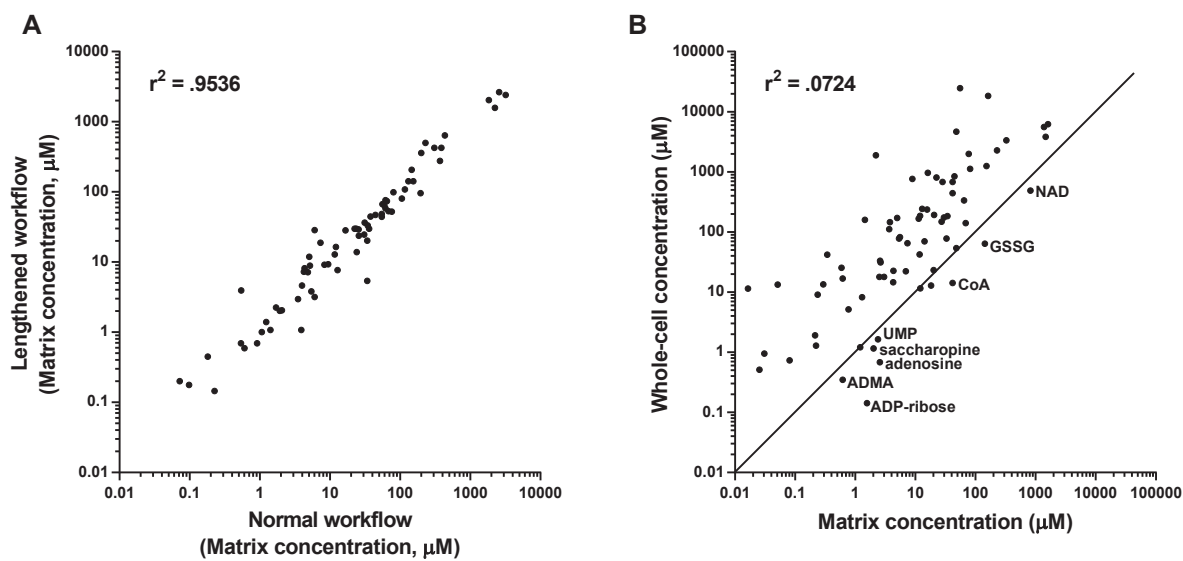 A
r² = .9536
Lengthened workflow
(Matrix concentration, μM)
10000
1000
100
10
1
0.1
0.01
0.01
0.1
1
10
100
1000
10000
Normal workflow
(Matrix concentration, μM)
B
r² = .0724
Whole-cell concentration (μM)
100000
10000
1000
100
10
1
0.1
0.01
NAD
GSSG
CoA
UMP
saccharopine
adenosine
ADMA
ADP-ribose
0.01
0.1
1
10
100
1000
10000
100000
Matrix concentration (μM)